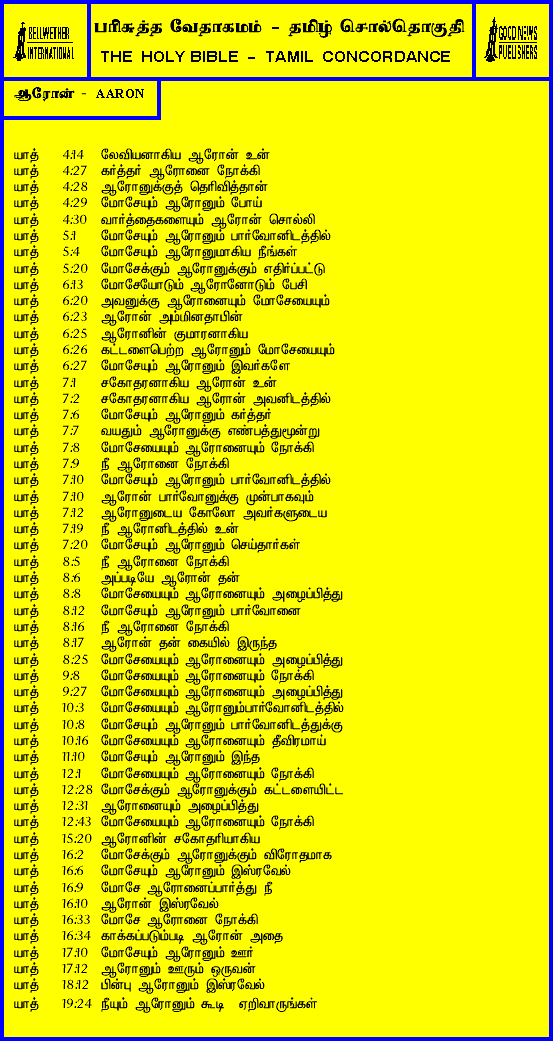 BELLWETHER
INTERNATIONAL
பரிசுத்த வேதாகமம் - தமிழ் சொல்தொகுதி
THE HOLY BIBLE - TAMIL CONCORDANCE
GOOD NEWS
PUBLISHERS
ஆரோன் - AARON
யாத் 4:14 லேவியனாகிய ஆரோன் உன்
யாத் 4:27 கர்த்தர் ஆரோனை நோக்கி
யாத் 4:28 ஆரோனுக்குத் தெரிவித்தான்
யாத் 4:29 மோசேயும் ஆரோனும் போய்
யாத் 4:30 வார்த்தைகளையும் ஆரோன் சொல்லி
யாத் 5:1 மோசேயும் ஆரோனும் பார்வோனிடத்தில்
யாத் 5:4 மோசேயும் ஆரோனுமாகிய நீங்கள்
யாத் 5:20 மோசேக்கும் ஆரோனுக்கும் எதிர்ப்பட்டு
யாத் 6:13 மோசேயோடும் ஆரோனோடும் பேசி
யாத் 6:20 அவனுக்கு ஆரோனையும் மோசேயையும்
யாத் 6:23 ஆரோன் அம்மினதாபின்
யாத் 6:25 ஆரோனின் குமாரனாகிய
யாத் 6:26 கட்டளைபெற்ற ஆரோனும் மோசேயையும்
யாத் 6:27 மோசேயும் ஆரோனும் இவர்களே
யாத் 7:1 சகோதரனாகிய ஆரோன் உன்
யாத் 7:2 சகோதரனாகிய ஆரோன் அவனிடத்தில்
யாத் 7:6 மோசேயும் ஆரோனும் கர்த்தர்
யாத் 7:7 வயதும் ஆரோனுக்கு எண்பத்துமூன்று
யாத் 7:8 மோசேயையும் ஆரோனையும் நோக்கி
யாத் 7:9 நீ ஆரோனை நோக்கி
யாத் 7:10 மோசேயும் ஆரோனும் பார்வோனிடத்தில்
யாத் 7:10 ஆரோன் பார்வோனுக்கு முன்பாகவும்
யாத் 7:12 ஆரோனுடைய கோலோ அவர்களுடைய
யாத் 7:19 நீ ஆரோனிடத்தில் உன்
யாத் 7:20 மோசேயும் ஆரோனும் செய்தார்கள்
யாத் 8:5 நீ ஆரோனை நோக்கி
யாத் 8:6 அப்படியே ஆரோன் தன்
யாத் 8:8 மோசேயையும் ஆரோனையும் அழைப்பித்து
யாத் 8:12 மோசேயும் ஆரோனும் பார்வோனை
யாத் 8:16 நீ ஆரோனை நோக்கி
யாத் 8:17 ஆரோன் தன் கையில் இருந்த
யாத் 8:25 மோசேயையும் ஆரோனையும் அழைப்பித்து
யாத் 9:8 மோசேயையும் ஆரோனையும் நோக்கி
யாத் 9:27 மோசேயையும் ஆரோனையும் அழைப்பித்து
யாத் 10:3 மோசேயையும் ஆரோனும்பார்வோனிடத்தில்
யாத் 10:8 மோசேயும் ஆரோனும் பார்வோனிடத்துக்கு
யாத் 10:16 மோசேயையும் ஆரோனையும் தீவிரமாய்
யாத் 11:10 மோசேயும் ஆரோனும் இந்த
யாத் 12:1 மோசேயையும் ஆரோனையும் நோக்கி
யாத் 12:28 மோசேக்கும் ஆரோனுக்கும் கட்டளையிட்ட
யாத் 12:31 ஆரோனையும் அழைப்பித்து
யாத் 12:43 மோசேயையும் ஆரோனையும் நோக்கி
யாத் 15:20 ஆரோனின் சகோதரியாகிய
யாத் 16:2 மோசேக்கும் ஆரோனுக்கும் விரோதமாக
யாத் 16:6 மோசேயும் ஆரோனும் இஸ்ரவேல்
யாத் 16:9 மோசே ஆரோனைப்பார்த்து நீ
யாத் 16:10 ஆரோன் இஸ்ரவேல்
யாத் 16:33 மோசே ஆரோனை நோக்கி
யாத் 16:34 காக்கப்படும்படி ஆரோன் அதை
யாத் 17:10 மோசேயும் ஆரோனும் ஊர்
யாத் 17:12 ஆரோனும் ஊரும் ஒருவன்
யாத் 18:12 பின்பு ஆரோனும் இஸ்ரவேல்
யாத் 19:24 நீயும் ஆரோனும் கூடி ஏறிவாருங்கள்